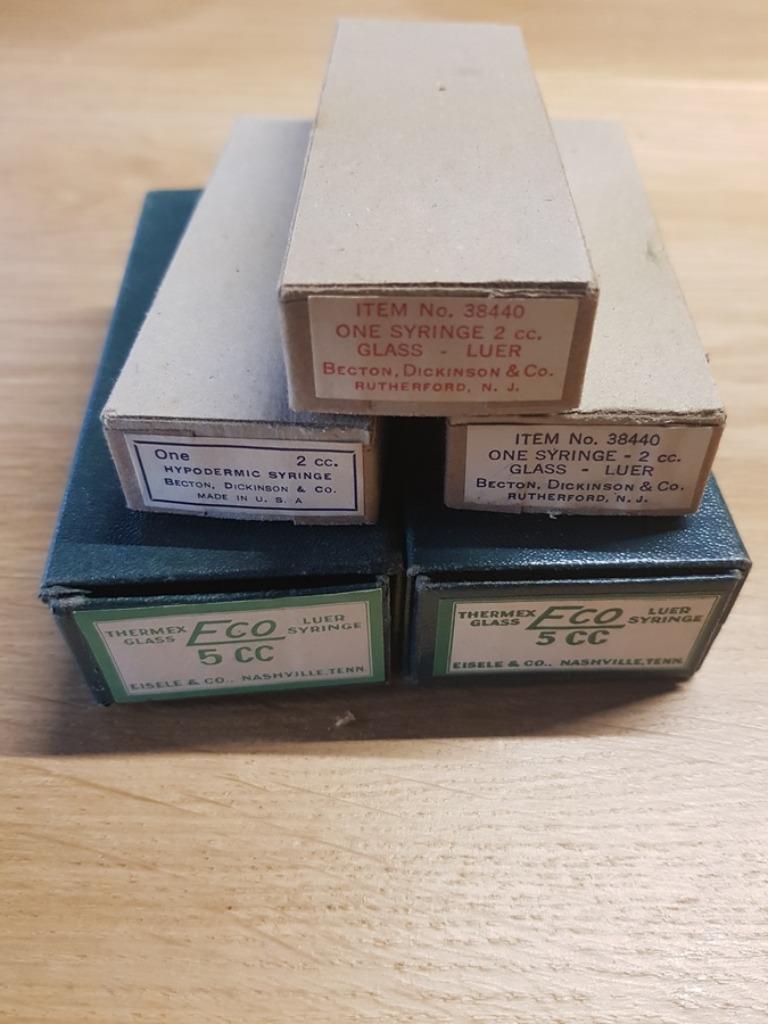 ITEM No. 38440
ONE SYRINGE 2 cc.
GLASS - LUER
BECTON, DICKINSON & Co.
RUTHERFORD, N. J.
One 2 cc.
HYPODERMIC SYRINGE
BECTON, DICKINSON & Co.
MADE IN U. S. A
ITEM No. 38440
ONE SYRINGE - 2 cc.
GLASS - LUER
BECTON, DICKINSON & Co.
RUTHERFORD, N. J.
THERMEX GLASS ECO LUER SYRINGE
5 CC
EISELE & CO., NASHVILLE, TENN.
THERMEX GLASS ECO LUER SYRINGE
5 CC
EISELE & CO., NASHVILLE, TENN.